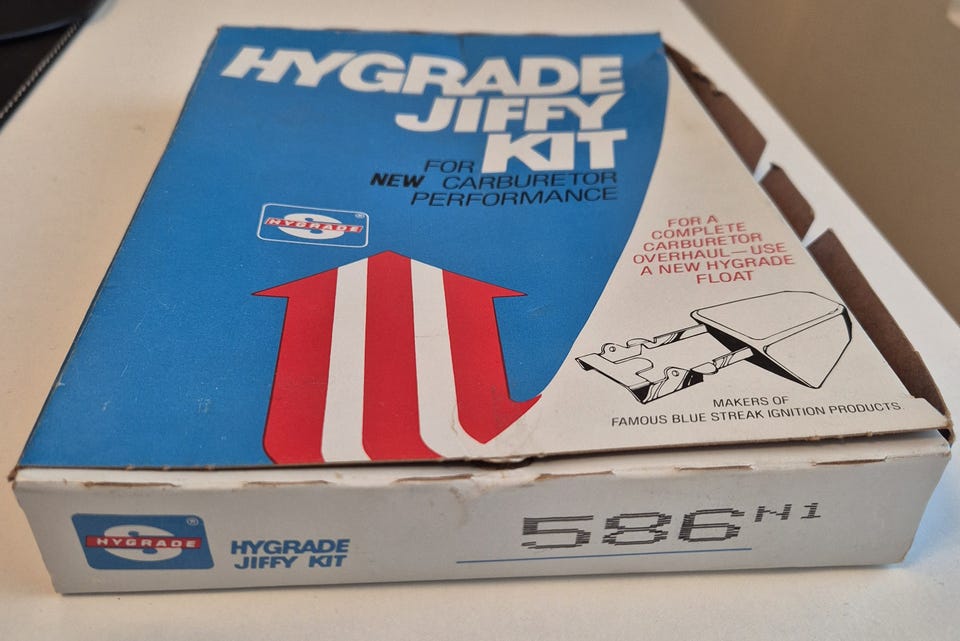 HYGRADE
JIFFY
KIT
FOR
NEW CARBURETOR
PERFORMANCE
HYGRADE ®
FOR A
COMPLETE
CARBURETOR
OVERHAUL—USE
A NEW HYGRADE
FLOAT
MAKERS OF
FAMOUS BLUE STREAK IGNITION PRODUCTS
HYGRADE ®
HYGRADE
JIFFY KIT
586 N1